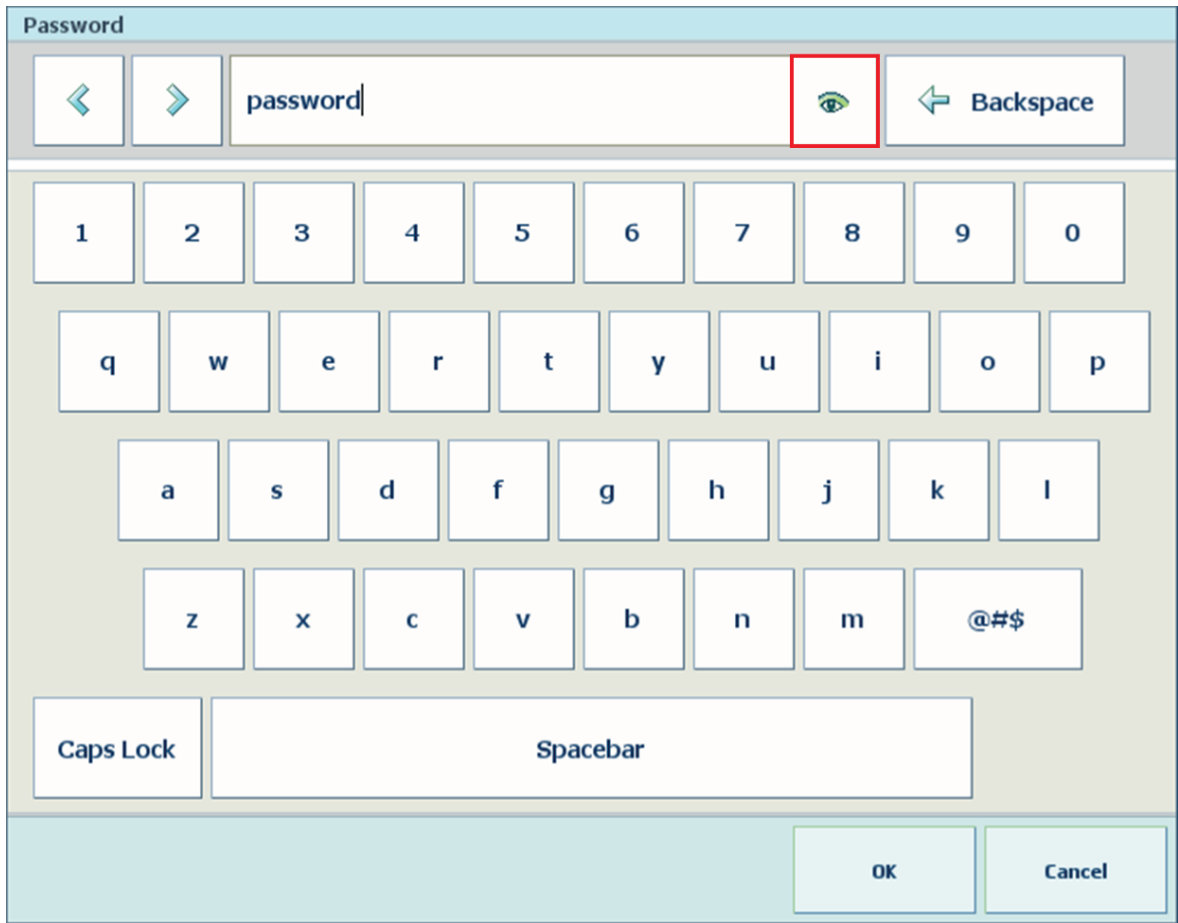 Password
password Backspace
1 2 3 4 5 6 7 8 9 0
q w e r t y u i o p
a s d f g h j k l
z x c v b n m @#$
Caps Lock Spacebar
OK Cancel